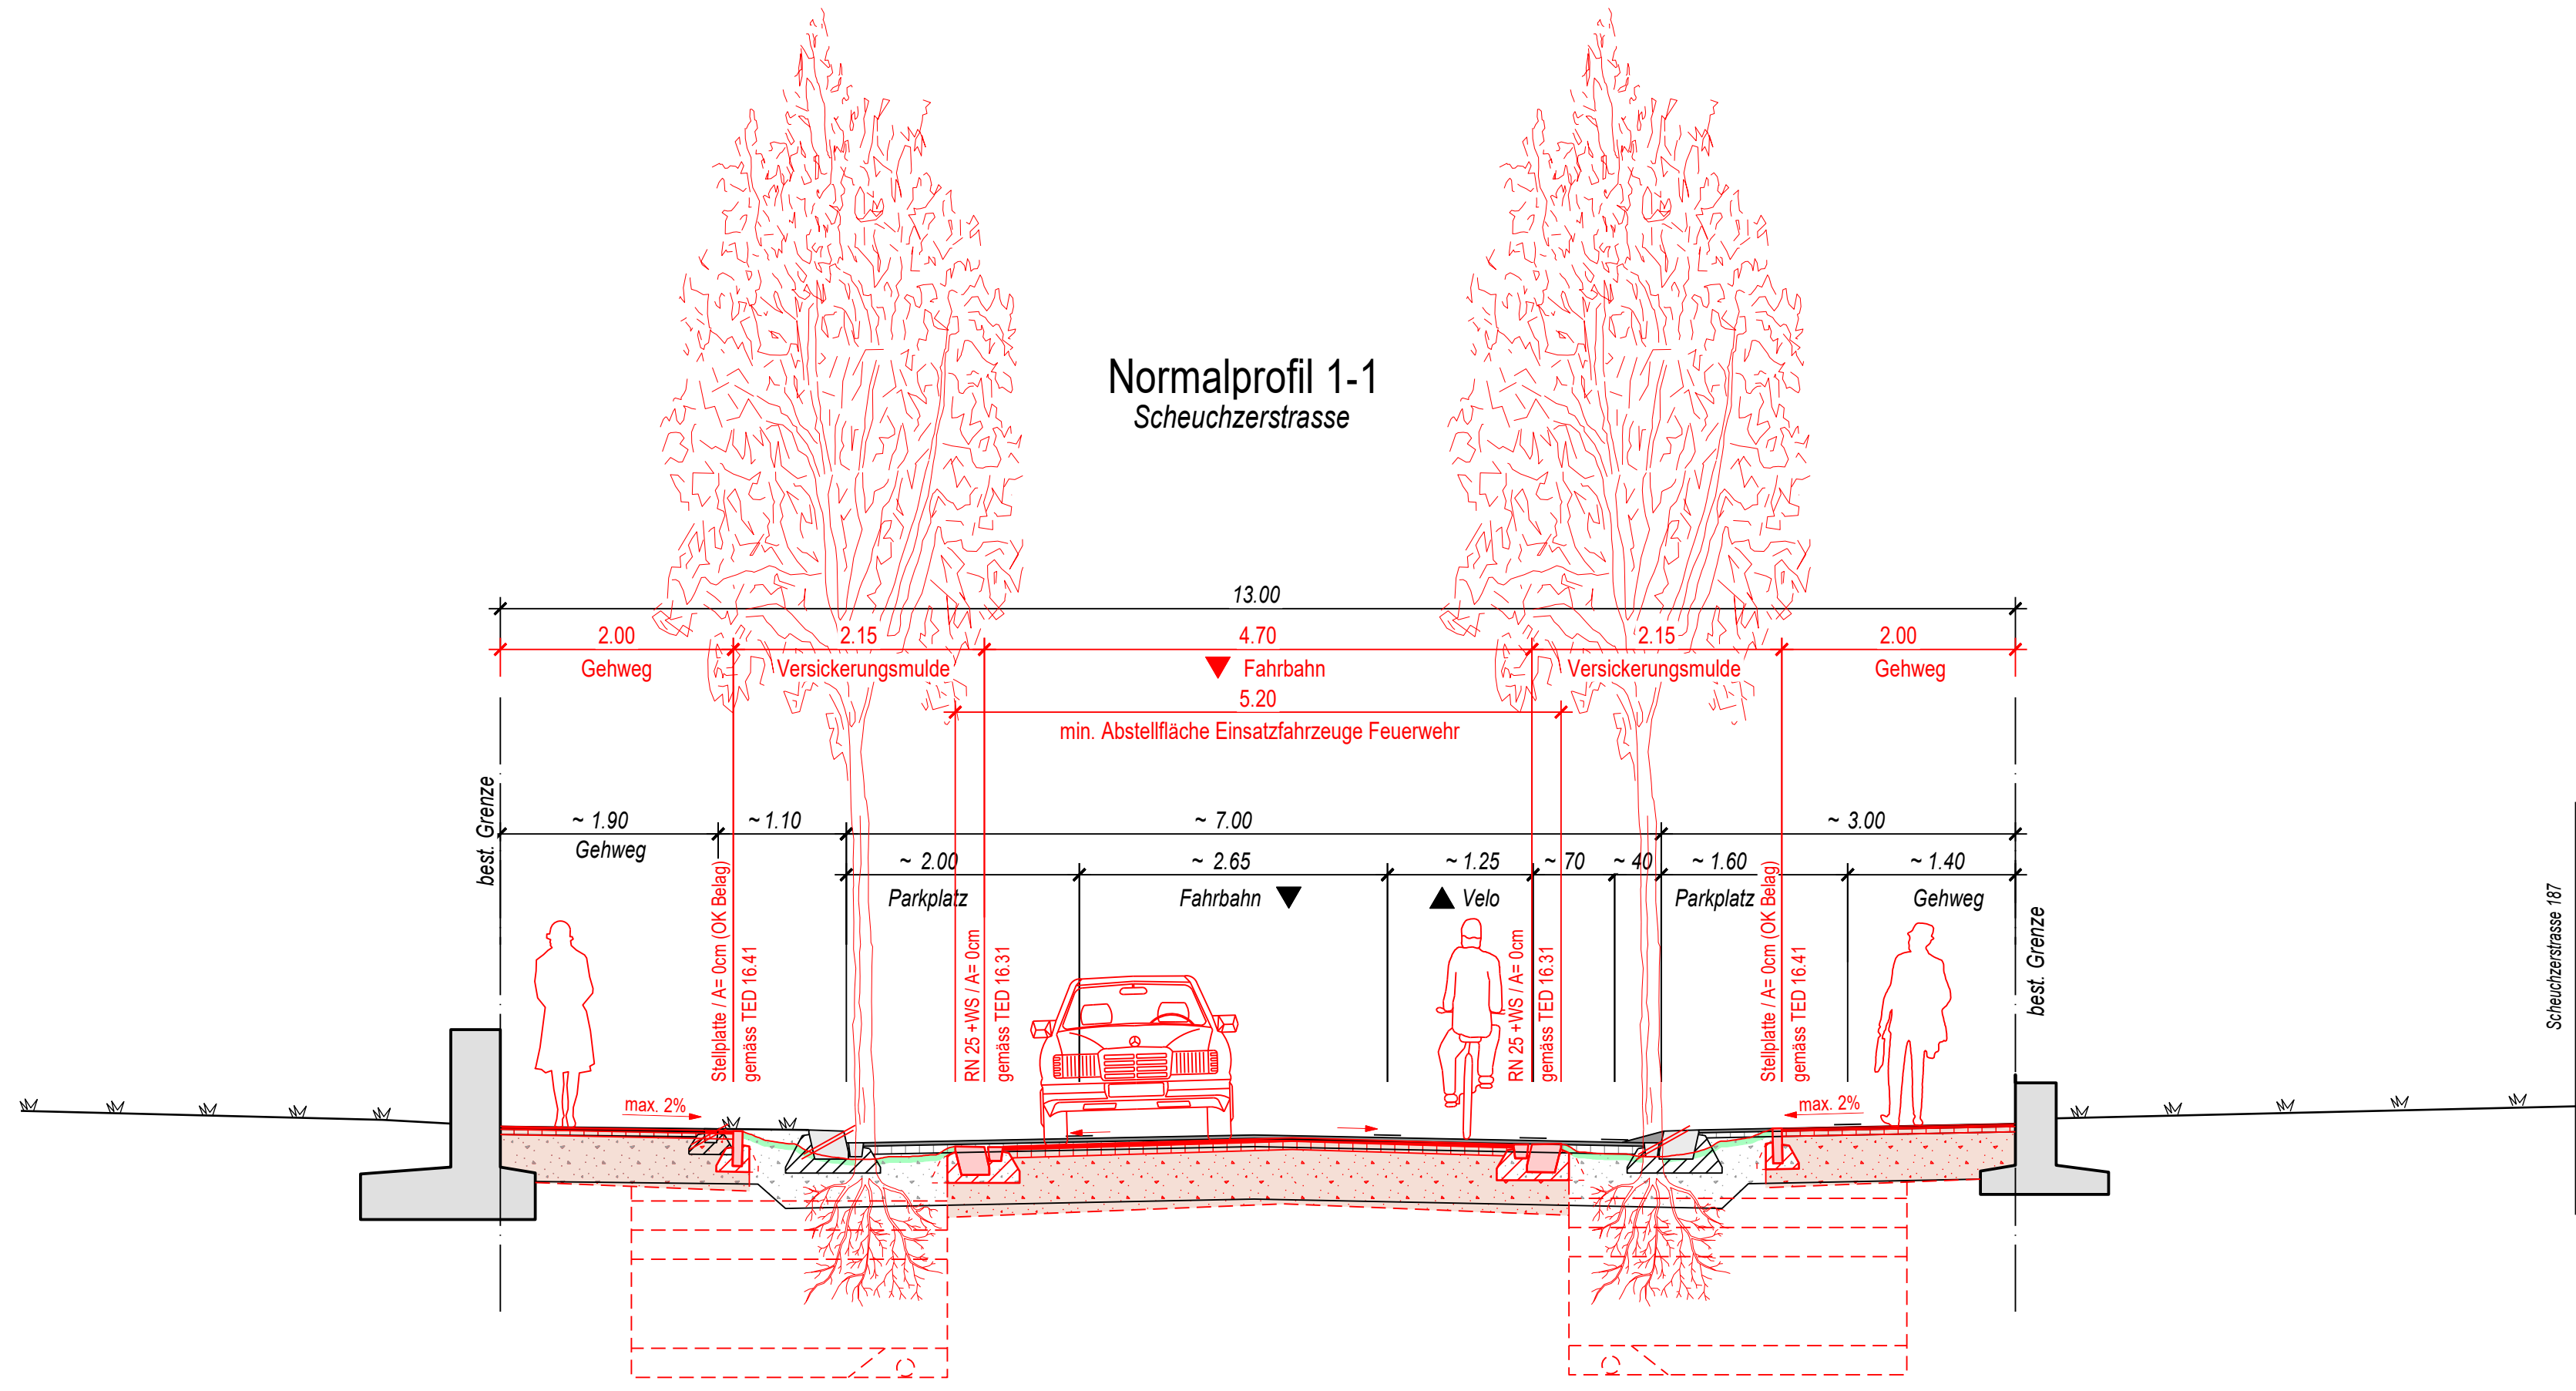 Normalprofil 1-1
Scheuchzerstrasse
13.00
2.00
2.15
4.70
2.15
2.00
Gehweg
Versickerungsmulde
Fahrbahn
Versickerungsmulde
Gehweg
5.20
min. Abstellfläche Einsatzfahrzeuge Feuerwehr
best. Grenze
~ 1.90
~ 1.10
~ 7.00
~ 3.00
Gehweg
~ 2.00
~ 2.65
~ 1.25
~ 70
~ 40
~ 1.60
~ 1.40
Parkplatz
Fahrbahn
Velo
Parkplatz
Gehweg
Stellplatte / A= 0cm (OK Belag)
gemäss TED 16.41
RN 25 +WS / A= 0cm
gemäss TED 16.31
RN 25 +WS / A= 0cm
gemäss TED 16.31
Stellplatte / A= 0cm (OK Belag)
gemäss TED 16.41
best. Grenze
Scheuchzerstrasse 187
max. 2%
max. 2%